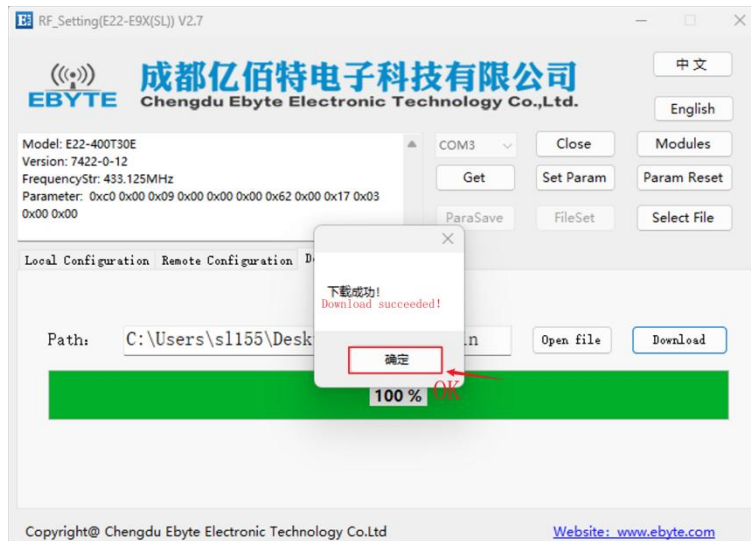 RF_Setting(E22-E9X(SL)) V2.7
EBYTE
成都亿佰特电子科技有限公司
Chengdu Ebyte Electronic Technology Co.,Ltd.
中文
English
Model: E22-400T30E
Version: 7422-0-12
FrequencyStr: 433.125MHz
Parameter: 0xc0 0x00 0x09 0x00 0x00 0x00 0x62 0x00 0x17 0x03
0x00 0x00
COM3
Close
Modules
Get
Set Param
Param Reset
ParaSave
FileSet
Select File
Local Configuration
Remote Configuration
下载成功!
Download succeeded!
确定
OK
Path:
C:\Users\sl155\Desk
Open file
Download
100 %
Copyright@ Chengdu Ebyte Electronic Technology Co.Ltd
Website: www.ebyte.com